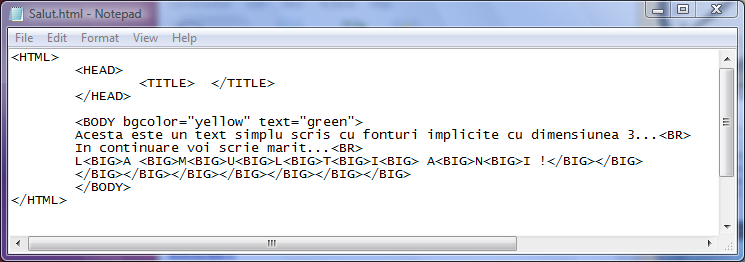 Salut.html - Notepad
File Edit Format View Help
<HTML>
<HEAD>
<TITLE>  </TITLE>
</HEAD>
<BODY bgcolor="yellow" text="green">
Acesta este un text simplu scris cu fonturi implicite cu dimensiunea 3...<BR>
In continuare voi scrie marit...<BR>
L<BIG>A <BIG>M<BIG>U<BIG>L<BIG>T<BIG>I<BIG> A<BIG>N<BIG>I !</BIG></BIG>
</BIG></BIG></BIG></BIG></BIG></BIG></BIG>
</BODY>
</HTML>